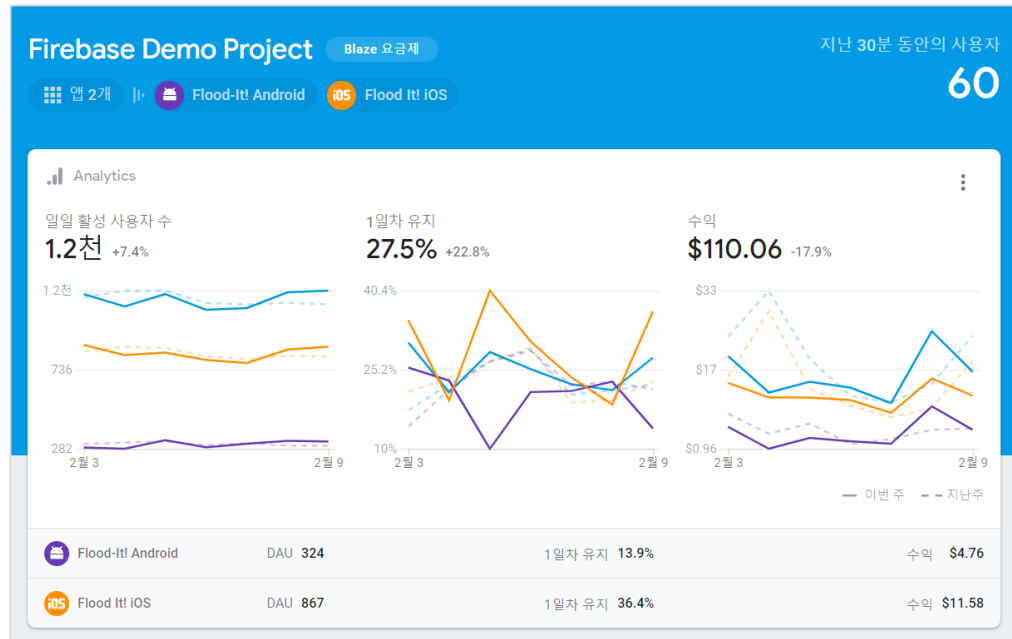 Firebase Demo Project Blaze 요금제
지난 30분 동안의 사용자
60
앱 2개 Flood-It! Android iOS Flood It! iOS
Analytics
일일 활성 사용자 수
1.2천 +7.4%
1.2천
736
282
2월 3 2월 9
1일차 유지
27.5% +22.8%
40.4%
25.2%
10%
2월 3 2월 9
수익
$110.06 -17.9%
$33
$17
$0.96
2월 3 2월 9
이번 주 지난주
Flood-It! Android DAU 324 1일차 유지 13.9% 수익 $4.76
iOS Flood It! iOS DAU 867 1일차 유지 36.4% 수익 $11.58